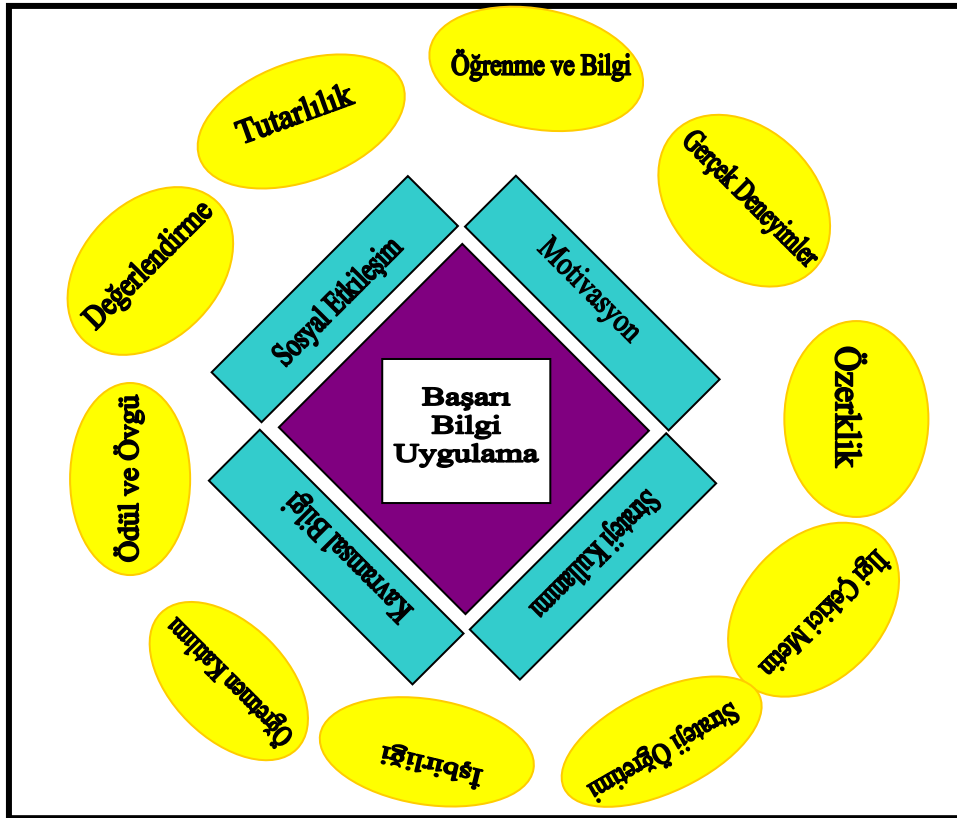 Öğrenme ve Bilgi
Gerçek Deneyimler
Özerklik
İlgi Çekici Metin
Strateji Öğretimi
İşbirliği
Öğretmen Katılımı
Ödül ve Övgü
Değerlendirme
Tutarlılık
Sosyal Etkileşim
Motivasyon
Strateji Kullanımı
Kavramsal Bilgi
Başarı
Bilgi
Uygulama